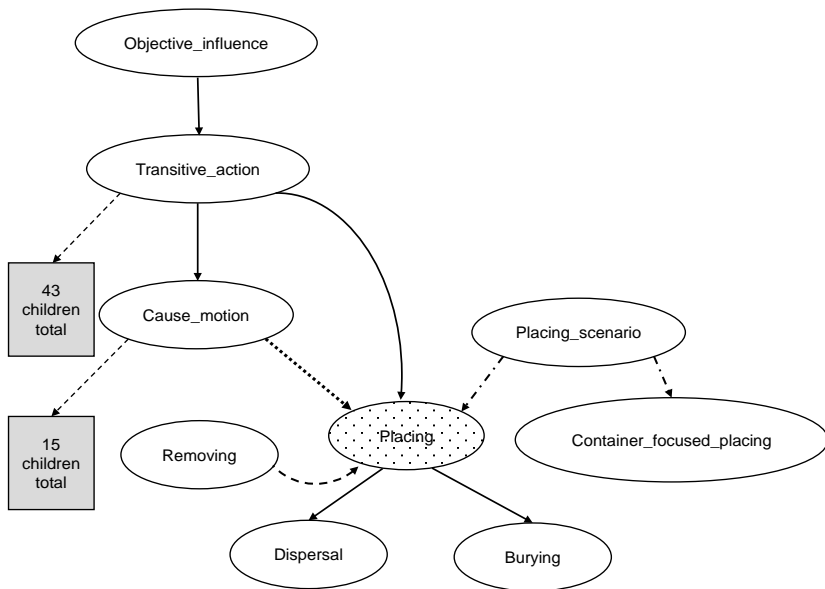 Objective_influence
Transitive_action
43
children
total
Cause_motion
Placing_scenario
15
children
total
Removing
Placing
Container_focused_placing
Dispersal
Burying